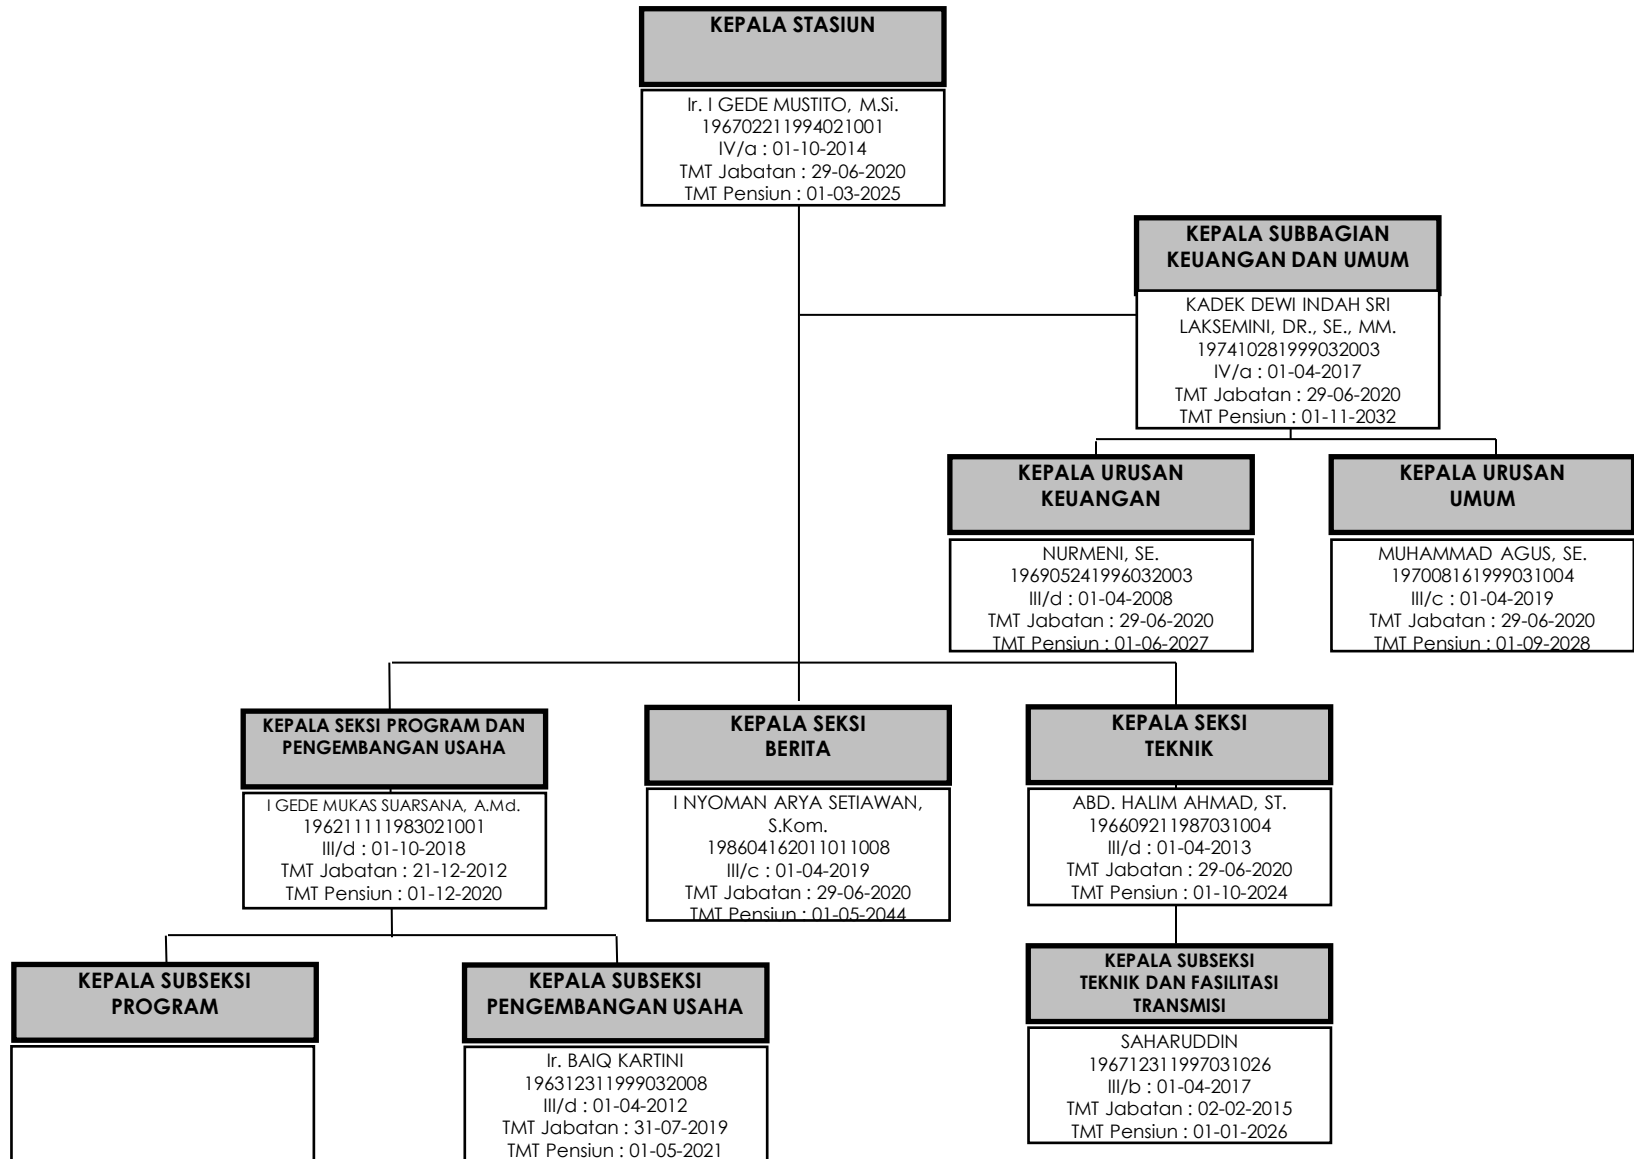 KEPALA STASIUN
Ir. I GEDE MUSTITO, M.Si.
196702211994021001
IV/a : 01-10-2014
TMT Jabatan : 29-06-2020
TMT Pensiun : 01-03-2025
KEPALA SUBBAGIAN
KEUANGAN DAN UMUM
KADEK DEWI INDAH SRI
LAKSEMINI, DR., SE., MM.
197410281999032003
IV/a : 01-04-2017
TMT Jabatan : 29-06-2020
TMT Pensiun : 01-11-2032
KEPALA URUSAN
KEUANGAN
NURMENI, SE.
196905241996032003
III/d : 01-04-2008
TMT Jabatan : 29-06-2020
TMT Pensiun : 01-06-2027
KEPALA URUSAN
UMUM
MUHAMMAD AGUS, SE.
197008161999031004
III/c : 01-04-2019
TMT Jabatan : 29-06-2020
TMT Pensiun : 01-09-2028
KEPALA SEKSI PROGRAM DAN
PENGEMBANGAN USAHA
I GEDE MUKAS SUARSANA, A.Md.
196211111983021001
III/d : 01-10-2018
TMT Jabatan : 21-12-2012
TMT Pensiun : 01-12-2020
KEPALA SEKSI
BERITA
I NYOMAN ARYA SETIAWAN,
S.Kom.
198604162011011008
III/c : 01-04-2019
TMT Jabatan : 29-06-2020
TMT Pensiun : 01-05-2044
KEPALA SEKSI
TEKNIK
ABD. HALIM AHMAD, ST.
196609211987031004
III/d : 01-04-2013
TMT Jabatan : 29-06-2020
TMT Pensiun : 01-10-2024
KEPALA SUBSEKSI
PROGRAM
KEPALA SUBSEKSI
PENGEMBANGAN USAHA
Ir. BAIQ KARTINI
196312311999032008
III/d : 01-04-2012
TMT Jabatan : 31-07-2019
TMT Pensiun : 01-05-2021
KEPALA SUBSEKSI
TEKNIK DAN FASILITASI
TRANSMISI
SAHARUDDIN
196712311997031026
III/b : 01-04-2017
TMT Jabatan : 02-02-2015
TMT Pensiun : 01-01-2026